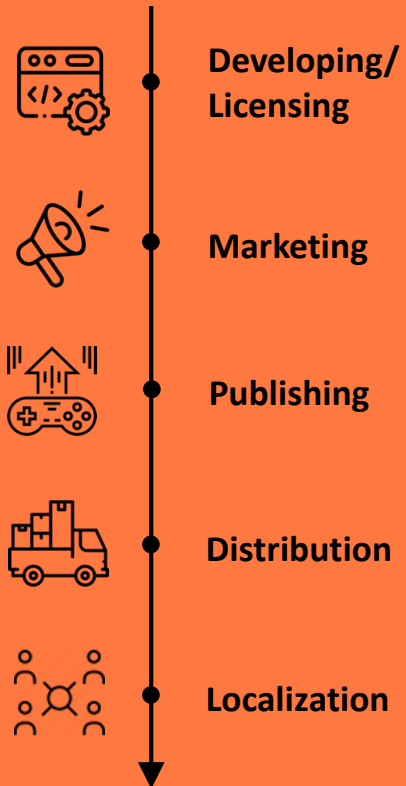 Developing/
Licensing
Marketing
Publishing
Distribution
Localization